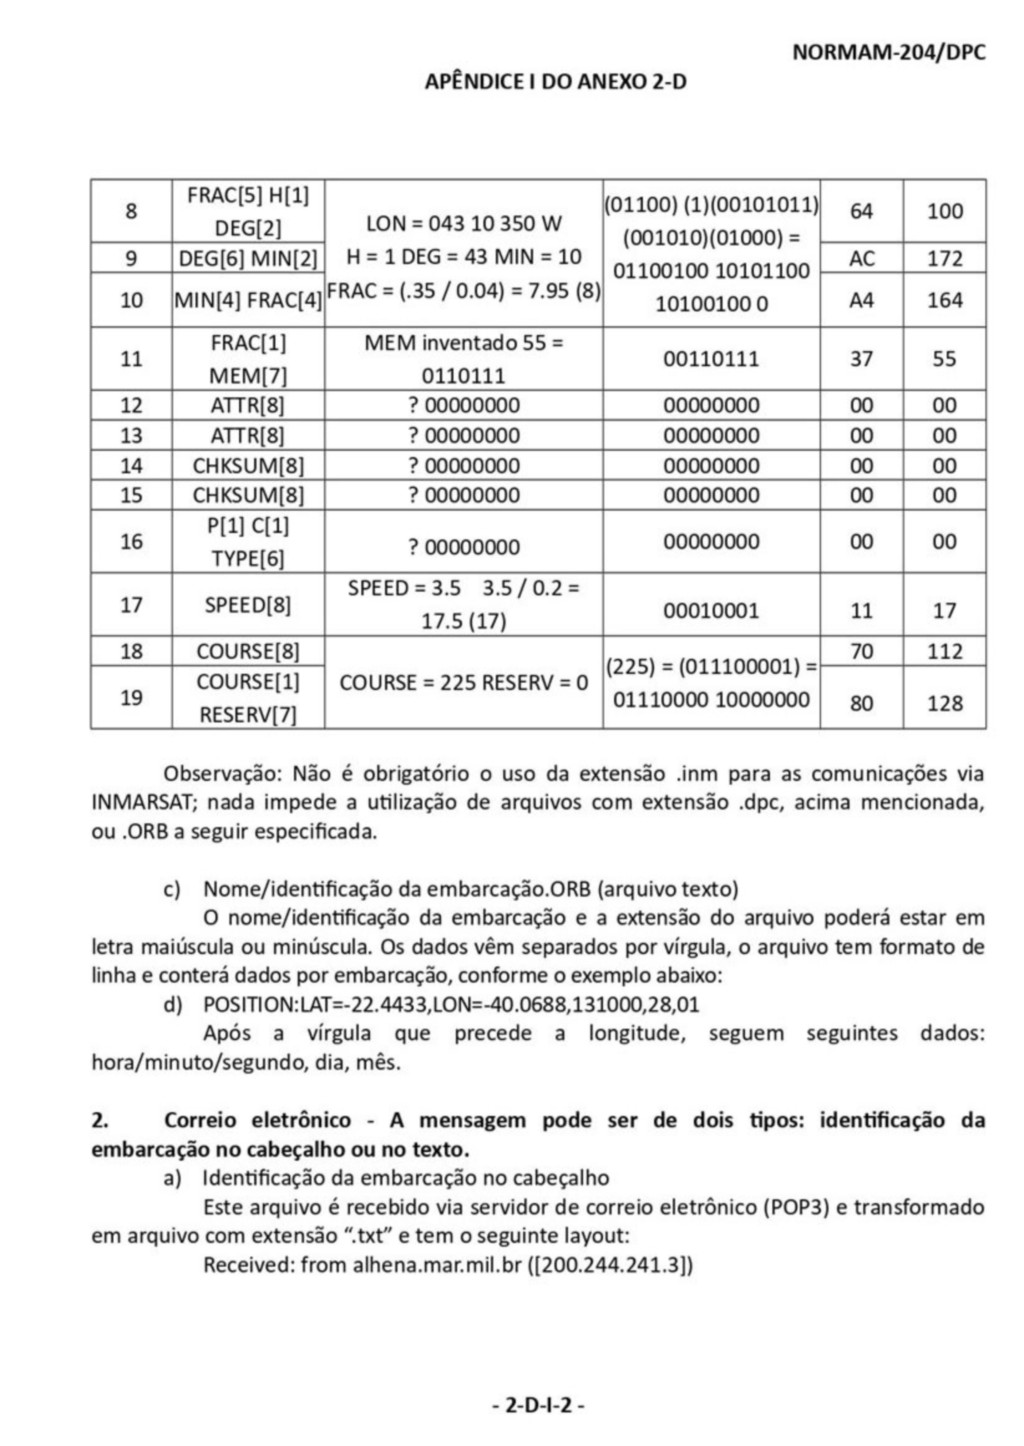 NORMAM-204/DPC
APÊNDICE I DO ANEXO 2-D
8
FRAC[5] H[1]
DEG[2]
LON = 043 10 350 W
H = 1 DEG = 43 MIN = 10
FRAC = (.35 / 0.04) = 7.95 (8)
(01100) (1)(00101011)
(001010)(01000) =
01100100 10101100
10100100 0
64
100
9
DEG[6] MIN[2]
AC
172
10
MIN[4] FRAC[4]
A4
164
11
FRAC[1]
MEM[7]
MEM inventado 55 =
0110111
00110111
37
55
12
ATTR[8]
? 00000000
00000000
00
00
13
ATTR[8]
? 00000000
00000000
00
00
14
CHKSUM[8]
? 00000000
00000000
00
00
15
CHKSUM[8]
? 00000000
00000000
00
00
16
P[1] C[1]
TYPE[6]
? 00000000
00000000
00
00
17
SPEED[8]
SPEED = 3.5 3.5 / 0.2 =
17.5 (17)
00010001
11
17
18
COURSE[8]
COURSE = 225 RESERV = 0
(225) = (011100001) =
01110000 10000000
70
112
19
COURSE[1]
RESERV[7]
80
128
Observação: Não é obrigatório o uso da extensão .inm para as comunicações via
INMARSAT; nada impede a utilização de arquivos com extensão .dpc, acima mencionada,
ou .ORB a seguir especificada.
c) Nome/identificação da embarcação.ORB (arquivo texto)
O nome/identificação da embarcação e a extensão do arquivo poderá estar em
letra maiúscula ou minúscula. Os dados vêm separados por vírgula, o arquivo tem formato de
linha e conterá dados por embarcação, conforme o exemplo abaixo:
d) POSITION:LAT=-22.4433,LON=-40.0688,131000,28,01
Após a vírgula que precede a longitude, seguem seguintes dados:
hora/minuto/segundo, dia, mês.
2. Correio eletrônico - A mensagem pode ser de dois tipos: identificação da
embarcação no cabeçalho ou no texto.
a) Identificação da embarcação no cabeçalho
Este arquivo é recebido via servidor de correio eletrônico (POP3) e transformado
em arquivo com extensão “.txt” e tem o seguinte layout:
Received: from alhena.mar.mil.br ([200.244.241.3])
- 2-D-I-2 -